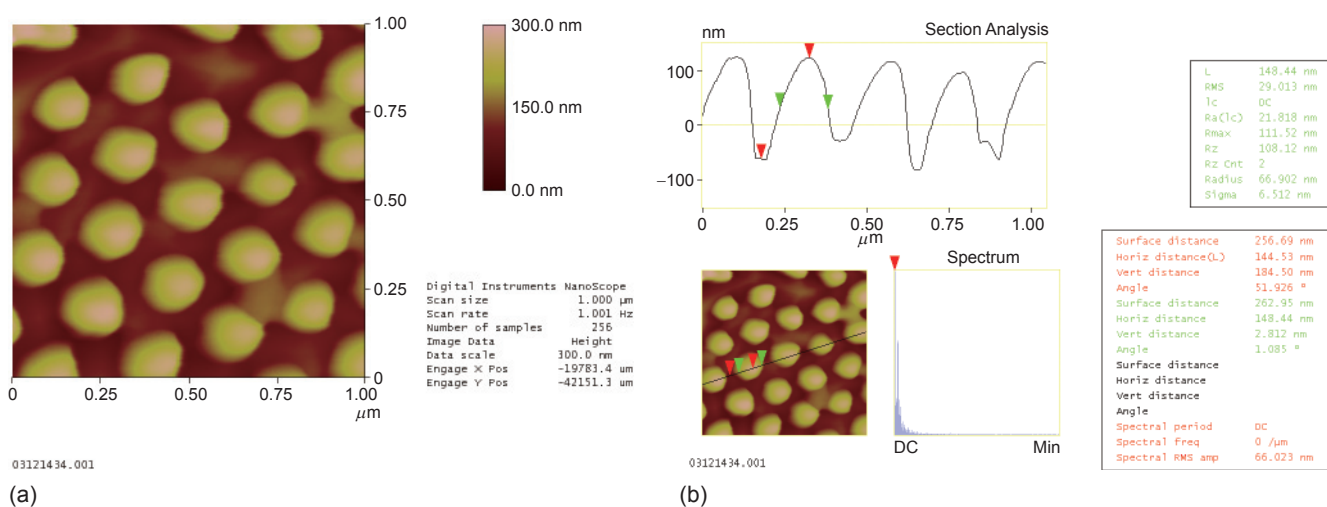 1.00
0.75
0.50
0.25
0
0 0.25 0.50 0.75 1.00
μm
300.0 nm
150.0 nm
0.0 nm
Digital Instruments NanoScope
Scan size 1.000 µm
Scan rate 1.001 Hz
Number of samples 256
Image Data Height
Data scale 300.0 nm
Engage X Pos -19783.4 um
Engage Y Pos -42151.3 um
03121434.001
(a)
nm Section Analysis
100
0
−100
0 0.25 0.50 0.75 1.00
μm
L 148.44 nm
RMS 29.013 nm
lc DC
Ra(lc) 21.818 nm
Rmax 111.52 nm
Rz 108.12 nm
Rz Cnt 2
Radius 66.902 nm
Sigma 6.512 nm
Spectrum
DC Min
Surface distance 256.69 nm
Horiz distance(L) 144.53 nm
Vert distance 184.50 nm
Angle 51.926 °
Surface distance 262.95 nm
Horiz distance 148.44 nm
Vert distance 2.812 nm
Angle 1.085 °
Surface distance
Horiz distance
Vert distance
Angle
Spectral period DC
Spectral freq 0 /µm
Spectral RMS amp 66.023 nm
03121434.001
(b)